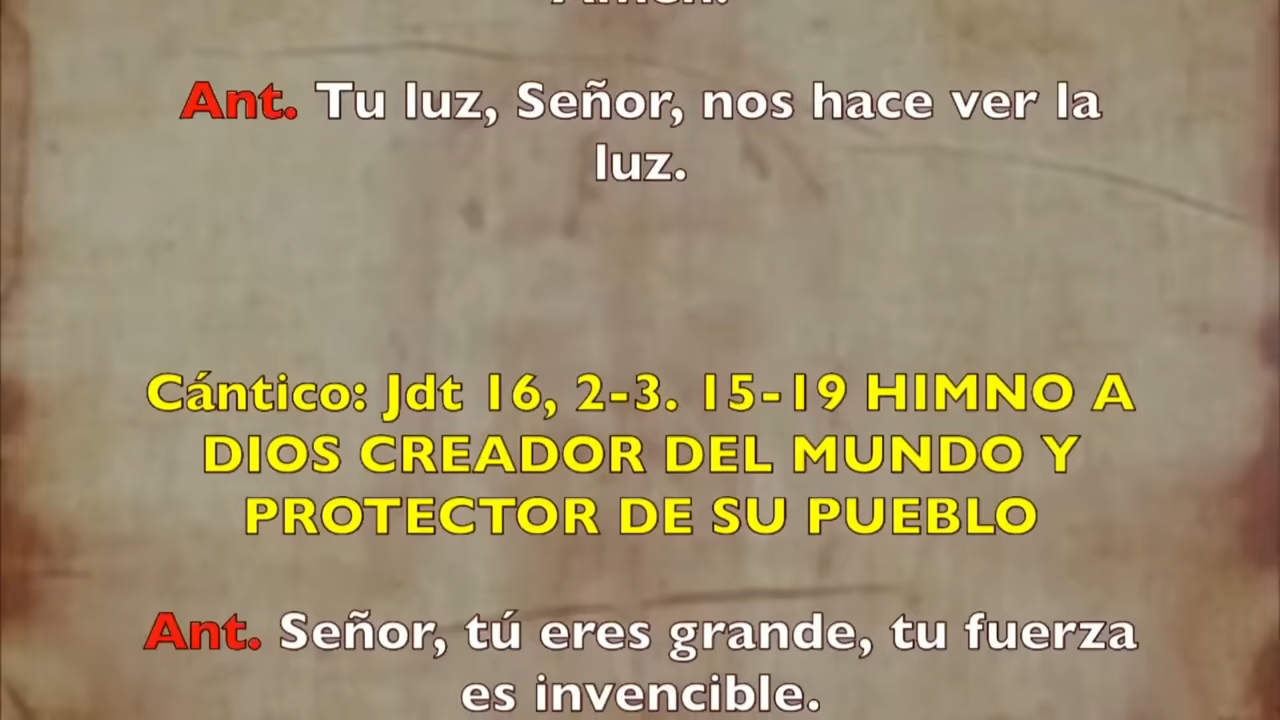 Amén.
Ant. Tu luz, Señor, nos hace ver la
luz.
Cántico: Jdt 16, 2-3. 15-19 HIMNO A
DIOS CREADOR DEL MUNDO Y
PROTECTOR DE SU PUEBLO
Ant. Señor, tú eres grande, tu fuerza
es invencible.